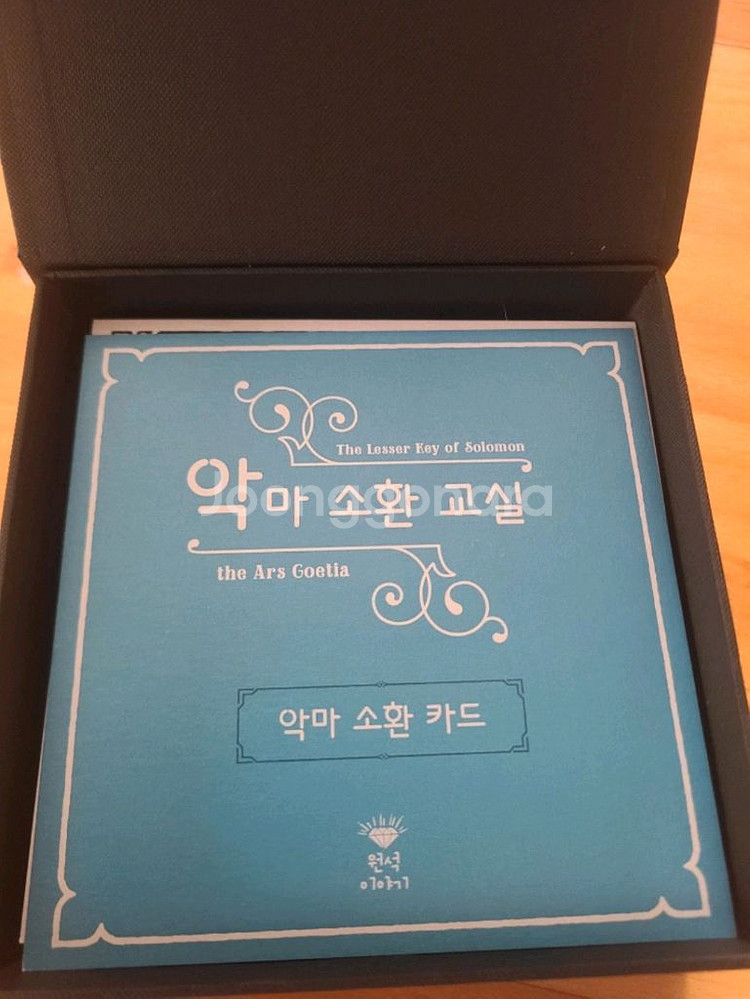 The Lesser Key of Solomon
악마 소환 교실
Joonggonara
the Ars Goetia
악마 소환 카드
원석
이야기